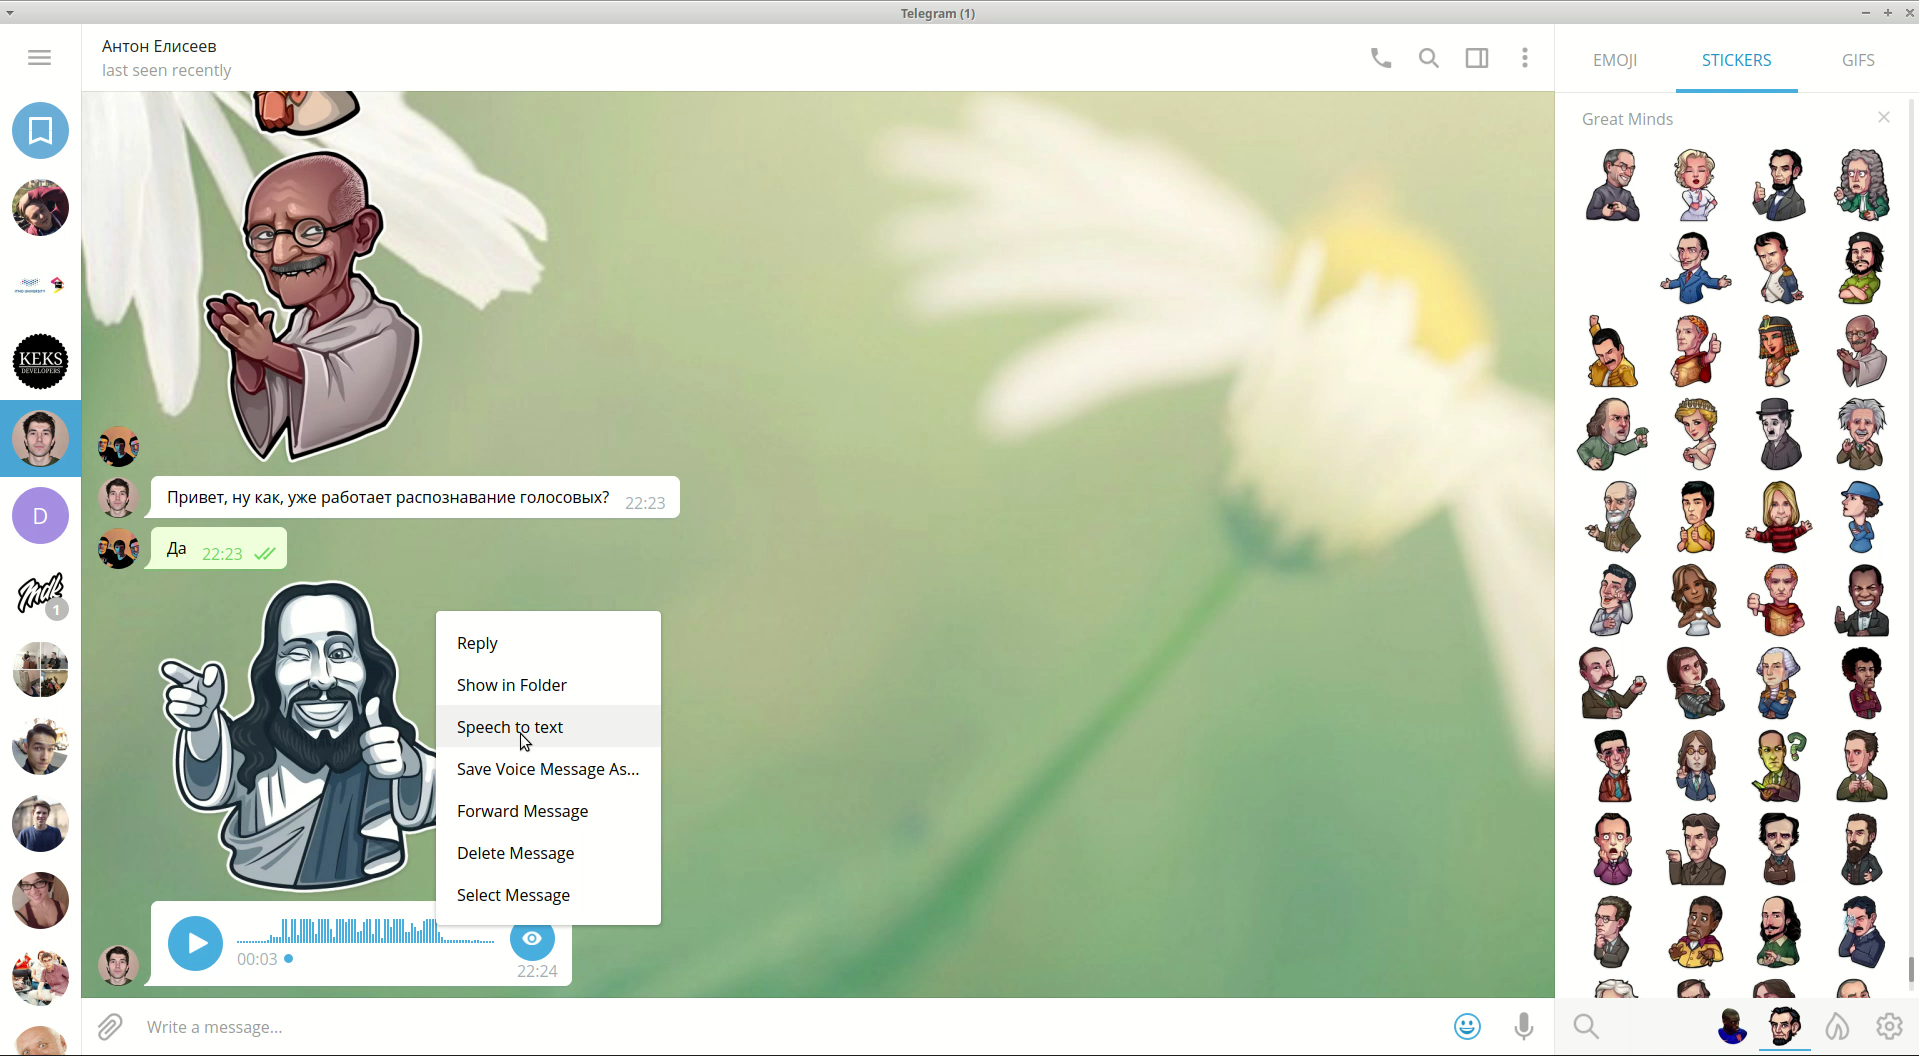 Telegram (1)
Антон Елисеев
last seen recently
EMOJI
STICKERS
GIFS
Great Minds
KEKS
DEVELOPERS
Привет, ну как, уже работает распознавание голосовых? 22:23
Да 22:23
D
Mdk
1
Reply
Show in Folder
Speech to text
Save Voice Message As...
Forward Message
Delete Message
Select Message
00:03
22:24
Write a message...